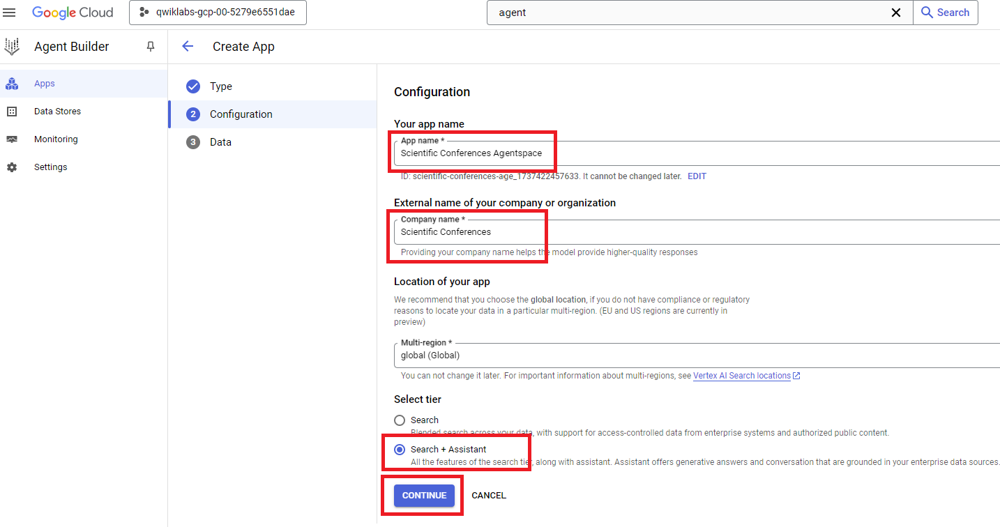 Google Cloud
qwiklabs-gcp-00-5279e6551dae
agent
Search
Agent Builder
Create App
Apps
Data Stores
Monitoring
Settings
Type
2 Configuration
3 Data
Configuration
Your app name
App name *
Scientific Conferences Agentspace
ID: scientific-conferences-age_1737422457633. It cannot be changed later. EDIT
External name of your company or organization
Company name *
Scientific Conferences
Providing your company name helps the model provide higher-quality responses
Location of your app
We recommend that you choose the global location, if you do not have compliance or regulatory
reasons to locate your data in a particular multi-region. (EU and US regions are currently in
preview)
Multi-region *
global (Global)
You can not change it later. For important information about multi-regions, see Vertex AI Search locations
Select tier
Search
Blended search across your data, with support for access-controlled data from enterprise systems and authorized public content.
Search + Assistant
All the features of the search tier, along with assistant. Assistant offers generative answers and conversation that are grounded in your enterprise data sources.
CONTINUE CANCEL